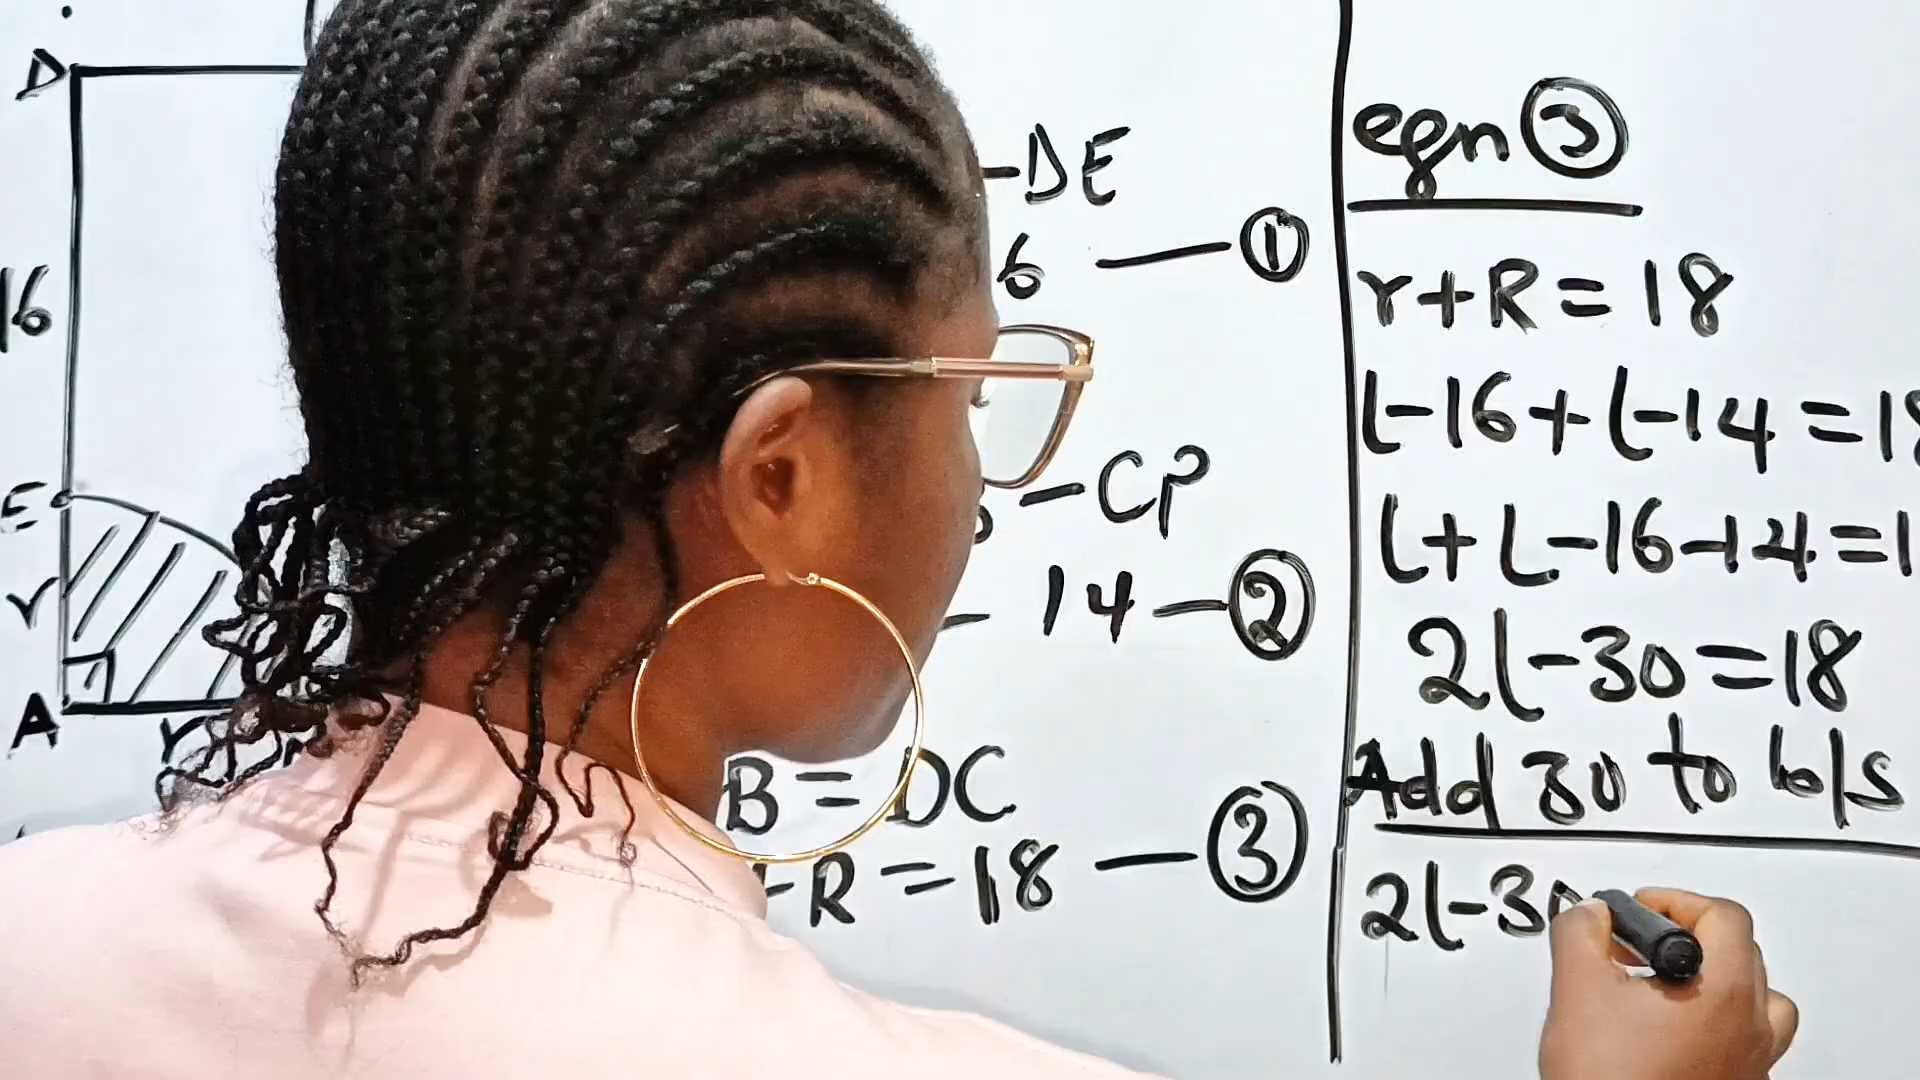 D
16
E
r
A
r
-DE
6 — ①
-CP
- 14 — ②
B = DC
+R = 18 — ③
eqn ③
r+R = 18
L-16+L-14 = 18
L+L-16-14 =1
2L-30 = 18
Add 30 to b/s
2L-30